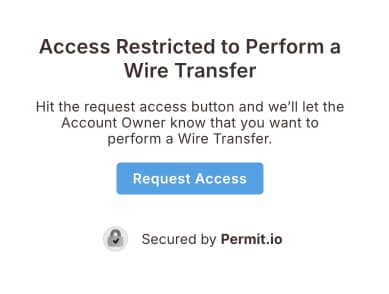 Access Restricted to Perform a
Wire Transfer
Hit the request access button and we’ll let the
Account Owner know that you want to
perform a Wire Transfer.
Request Access
Secured by Permit.io